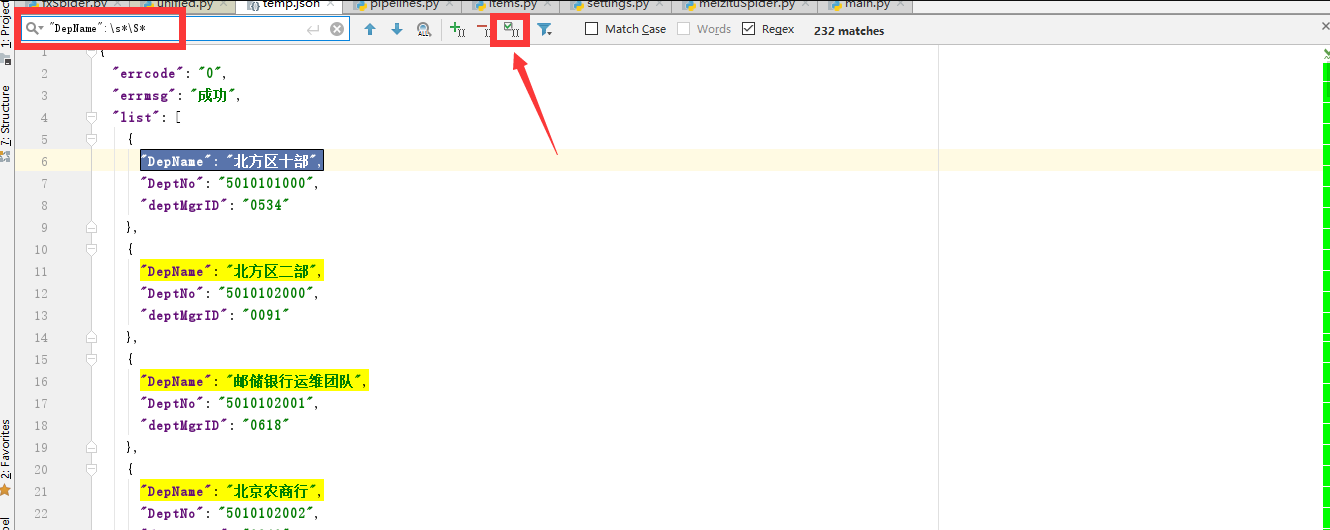 fxSpider.py unified.py temp.json pipelines.py items.py settings.py meizituSpider.py main.py
"DepName":\s*\S* ALL Match Case Words Regex 232 matches
1: Project
7: Structure
2: Favorites
1 {
2 "errcode": "0",
3 "errmsg": "成功",
4 "list": [
5 {
6 "DepName": "北方区十部",
7 "DeptNo": "5010101000",
8 "deptMgrID": "0534"
9 },
10 {
11 "DepName": "北方区二部",
12 "DeptNo": "5010102000",
13 "deptMgrID": "0091"
14 },
15 {
16 "DepName": "邮储银行运维团队",
17 "DeptNo": "5010102001",
18 "deptMgrID": "0618"
19 },
20 {
21 "DepName": "北京农商行",
22 "DeptNo": "5010102002",